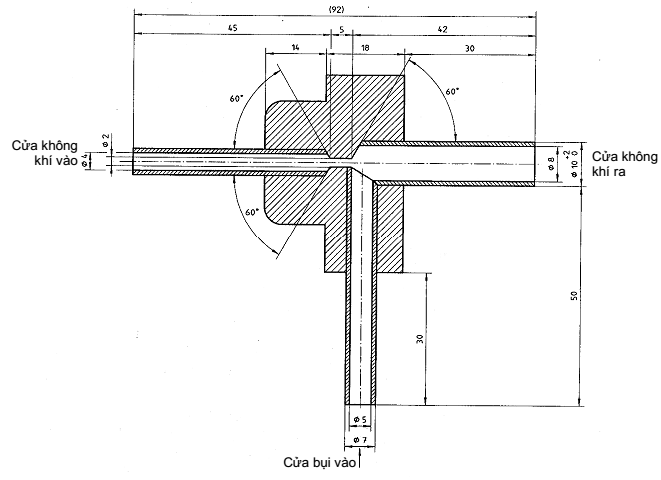 (92)
45
5
42
14
18
30
60°
60°
Cửa không
khí vào
ϕ 4
ϕ 2
ϕ 8
ϕ 10 +2 0
Cửa không
khí ra
60°
50
30
ϕ 5
ϕ 7
Cửa bụi vào